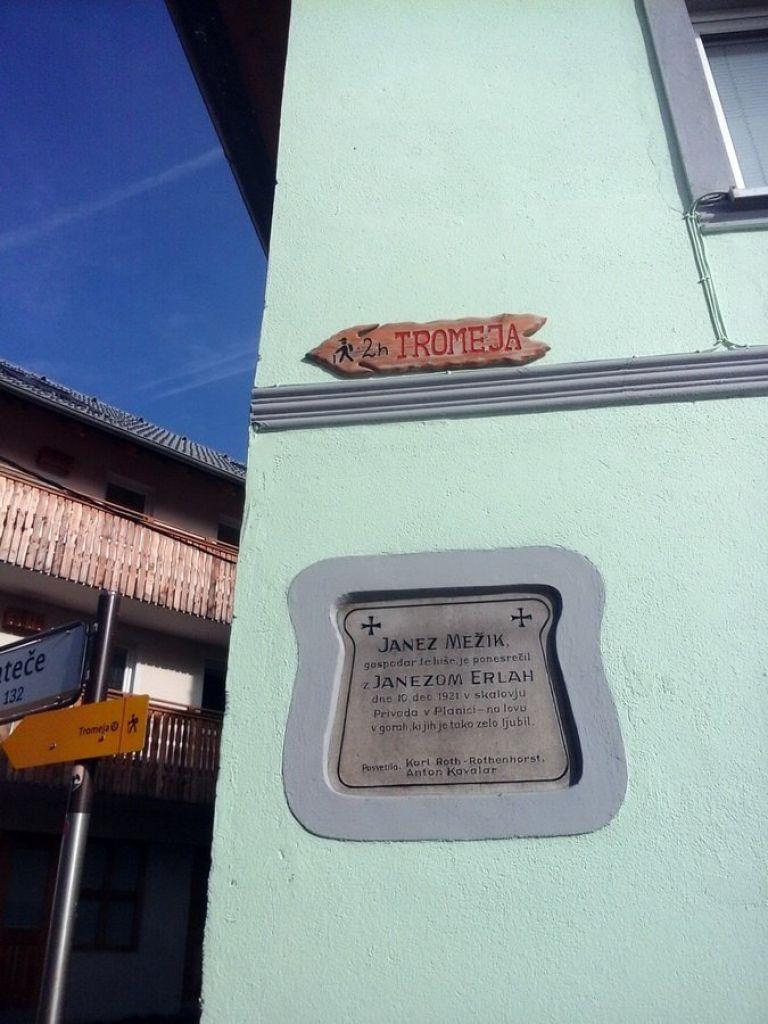 2h TROMEJA
JANEZ MEŽIK,
gospodar te hiše, je ponesrečil
z JANEZOM ERLAH
dne 10. dec. 1921 v skalovju
Privoda v Planici – na lovu
v gorah, ki jih je tako zelo ljubil.
Posvetila: Karl Roth-Rothenhorst,
Anton Kavalar
teče
132
Tromeja